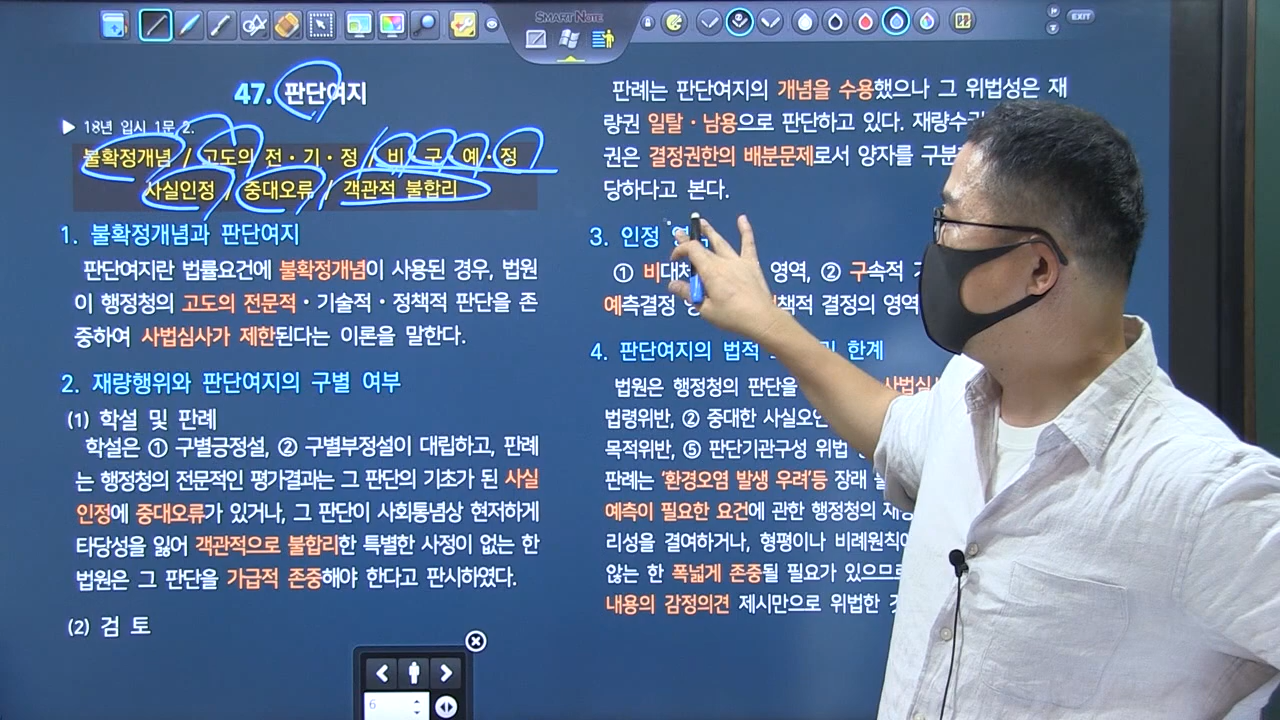 SMART NOTE
EXIT
47. 판단여지
▶ 18년 입시 1문 2.
불확정개념 / 고도의 전·기·정 / 비·구·예·정
사실인정 / 중대오류 / 객관적 불합리
1. 불확정개념과 판단여지
판단여지란 법률요건에 불확정개념이 사용된 경우, 법원
이 행정청의 고도의 전문적·기술적·정책적 판단을 존
중하여 사법심사가 제한된다는 이론을 말한다.
2. 재량행위와 판단여지의 구별 여부
(1) 학설 및 판례
학설은 ① 구별긍정설, ② 구별부정설이 대립하고, 판례
는 행정청의 전문적인 평가결과는 그 판단의 기초가 된 사실
인정에 중대오류가 있거나, 그 판단이 사회통념상 현저하게
타당성을 잃어 객관적으로 불합리한 특별한 사정이 없는 한
법원은 그 판단을 가급적 존중해야 한다고 판시하였다.
(2) 검 토
판례는 판단여지의 개념을 수용했으나 그 위법성은 재
량권 일탈·남용으로 판단하고 있다.
권은 결정권한의 배분문제로서 양자를
당하다고 본다.
3. 인정
① 비대체 영역, ② 구속적
예측결정 결정의 영역
4. 판단여지의 법적 한계
법원은 행정청의 판단을
법령위반, ② 중대한
목적위반, ⑤ 판단기관구성 위법
판례는 '환경오염 발생 우려'등 장래
예측이 필요한 요건에 관한 행정청의
리성을 결여하거나, 형평이나
않는 한 폭넓게 존중될 필요가
내용의 감정의견 제시만으로 위법한
6